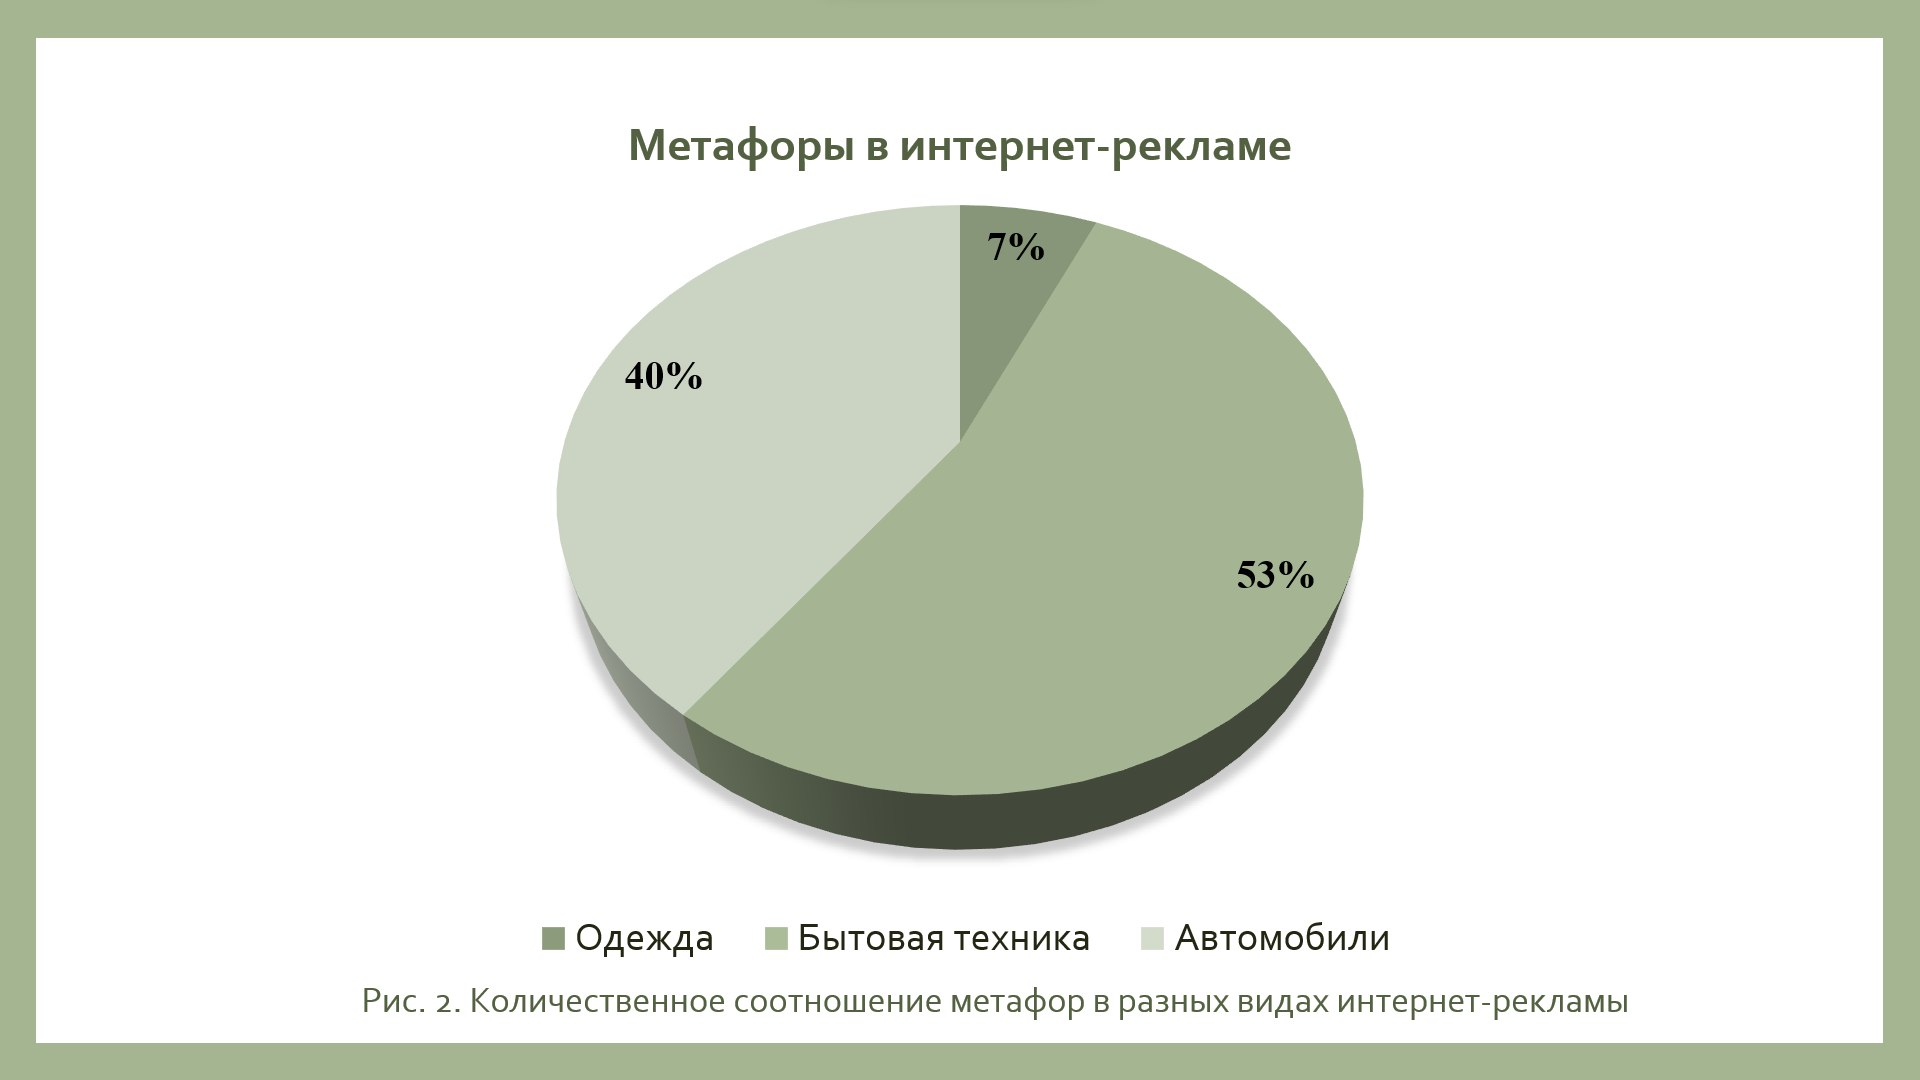 Метафоры в интернет-рекламе
7%
40%
53%
Одежда Бытовая техника Автомобили
Рис. 2. Количественное соотношение метафор в разных видах интернет-рекламы